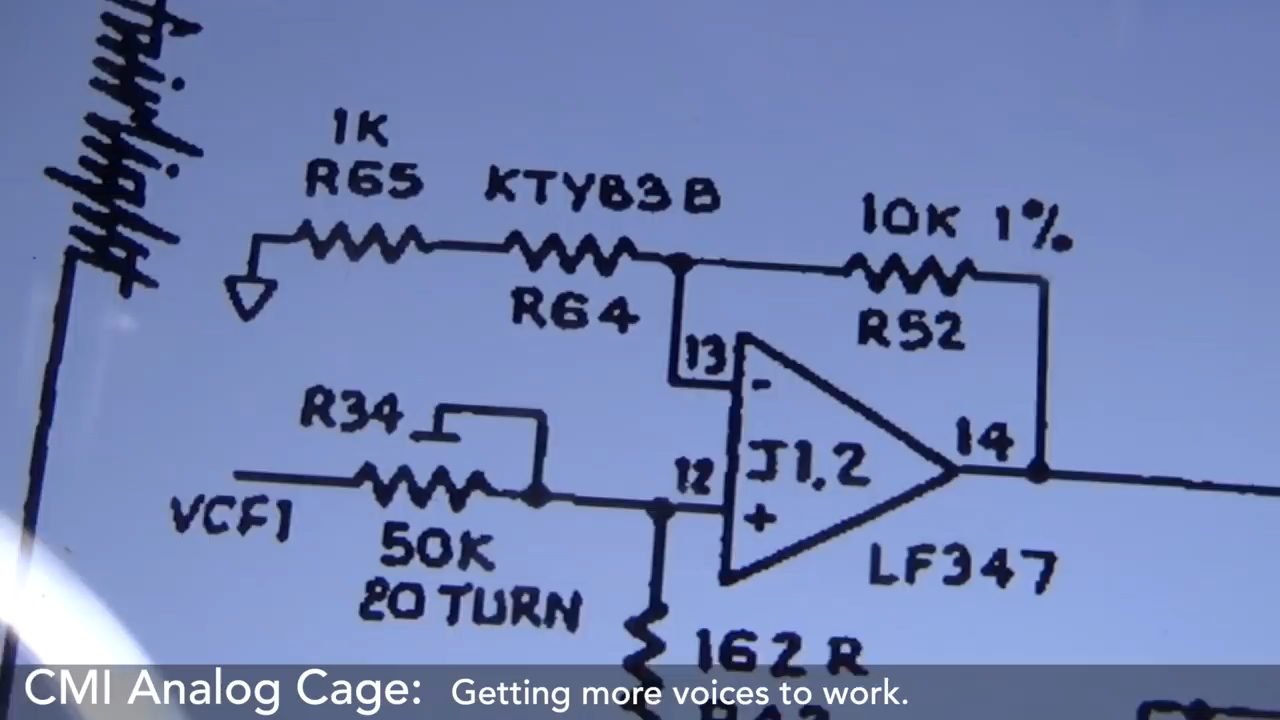 1K
R65
KTY83B
10K 1%
R64
R52
13
-
R34
14
J1,2
12
VCF1
+
50K
20 TURN
LF347
162R
CMI Analog Cage: Getting more voices to work.